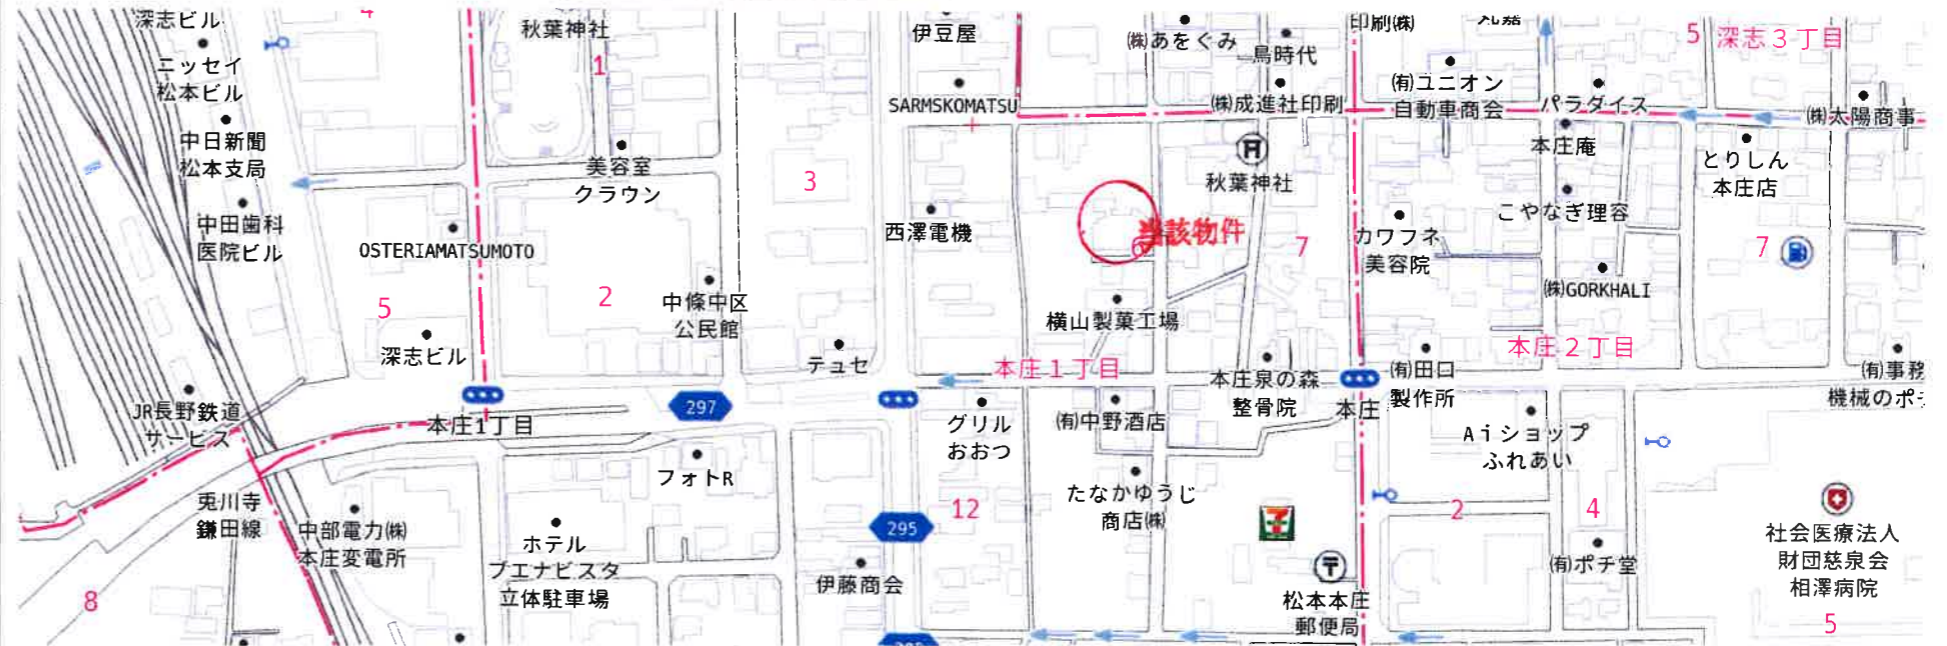 深志ビル
4
秋葉神社
伊豆屋
㈱あをぐみ
鳥時代
印刷㈱
5
深志3丁目
ニッセイ
松本ビル
1
SARMSKOMATSU
㈱成進社印刷
㈲ユニオン
自動車商会
パラダイス
㈱太陽商事
中日新聞
松本支局
美容室
クラウン
3
秋葉神社
本庄庵
とりしん
本庄店
中田歯科
医院ビル
OSTERIAMATSUMOTO
西澤電機
当該物件
6
7
カワフネ
美容院
こやなぎ理容
7
5
2
中條中区
公民館
横山製菓工場
㈱GORKHALI
深志ビル
テュセ
本庄1丁目
本庄泉の森
整骨院
本庄2丁目
㈲田口
製作所
㈲事務
機械のポ
JR長野鉄道
サービス
本庄1丁目
297
グリル
おおつ
㈲中野酒店
本庄
Aiショップ
ふれあい
フォトR
たなかゆうじ
商店㈱
兎川寺
鎌田線
中部電力㈱
本庄変電所
ホテル
ブエナビスタ
立体駐車場
295
12
7
2
4
社会医療法人
財団慈泉会
相澤病院
8
伊藤商会
松本本庄
郵便局
㈲ポチ堂
5